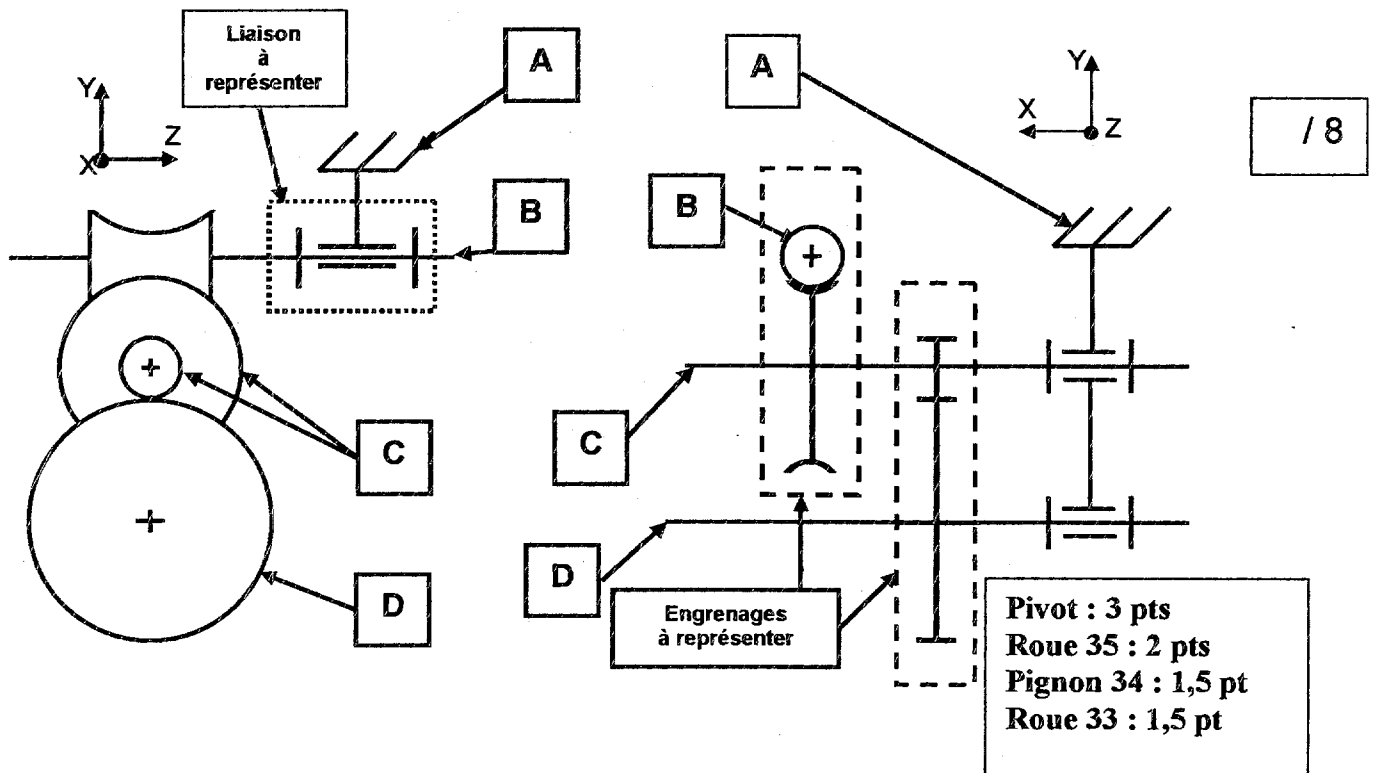 Liaison
à
représenter
A
Y
Z
X
B
C
D
A
Y
X
Z
/ 8
B
C
D
Engrenages
à représenter
Pivot : 3 pts
Roue 35 : 2 pts
Pignon 34 : 1,5 pt
Roue 33 : 1,5 pt